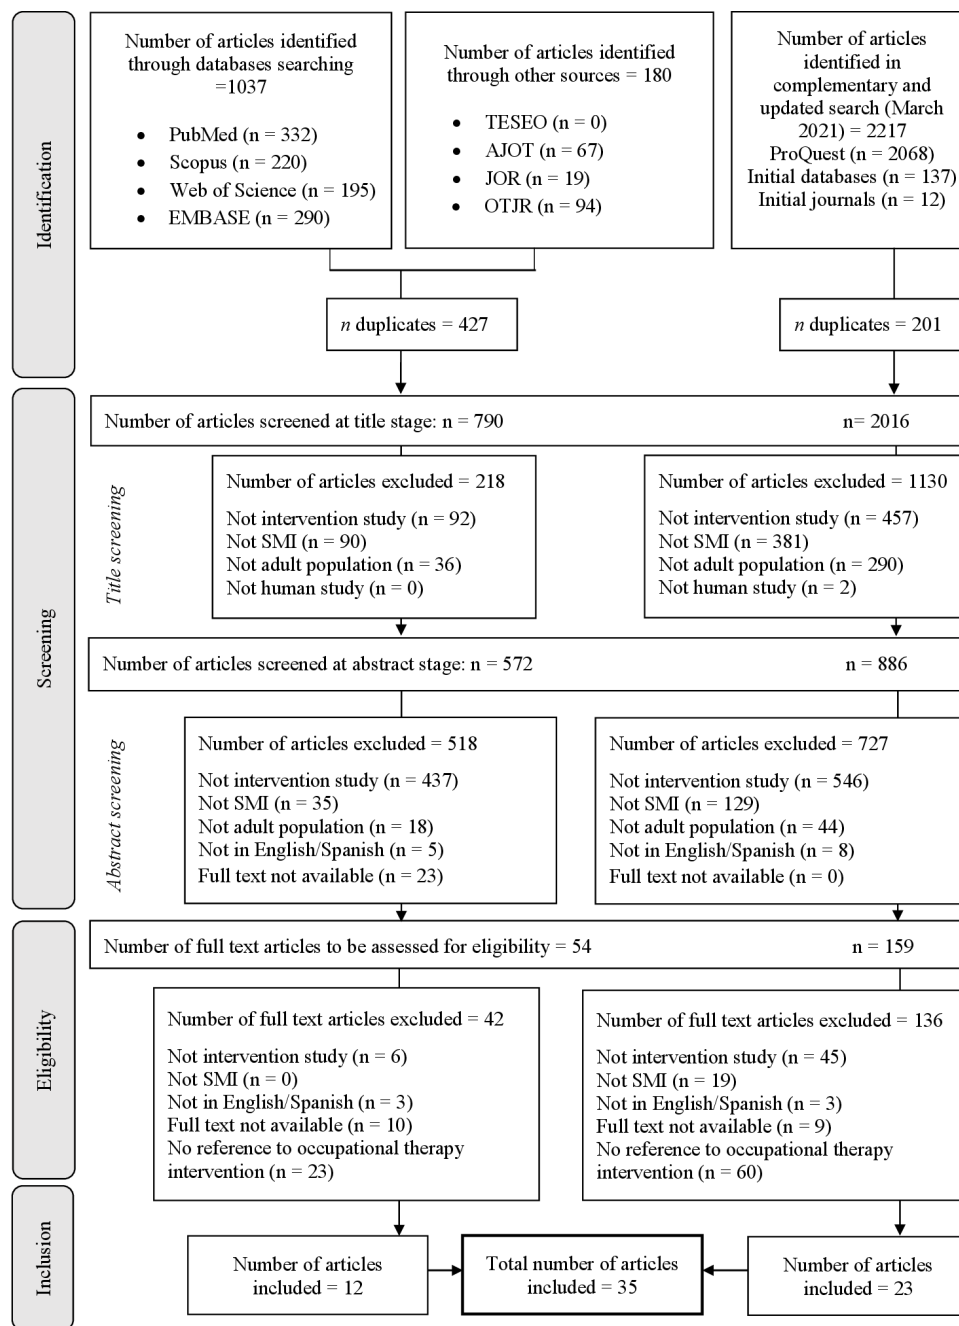 Identification
Number of articles identified
through databases searching
=1037
• PubMed (n = 332)
• Scopus (n = 220)
• Web of Science (n = 195)
• EMBASE (n = 290)
Number of articles identified
through other sources = 180
• TESEO (n = 0)
• AJOT (n = 67)
• JOR (n = 19)
• OTJR (n = 94)
Number of articles
identified in
complementary and
updated search (March
2021) = 2217
ProQuest (n = 2068)
Initial databases (n = 137)
Initial journals (n = 12)
n duplicates = 427
n duplicates = 201
Screening
Number of articles screened at title stage: n = 790 n= 2016
Title screening
Number of articles excluded = 218
Not intervention study (n = 92)
Not SMI (n = 90)
Not adult population (n = 36)
Not human study (n = 0)
Number of articles excluded = 1130
Not intervention study (n = 457)
Not SMI (n = 381)
Not adult population (n = 290)
Not human study (n = 2)
Number of articles screened at abstract stage: n = 572 n = 886
Abstract screening
Number of articles excluded = 518
Not intervention study (n = 437)
Not SMI (n = 35)
Not adult population (n = 18)
Not in English/Spanish (n = 5)
Full text not available (n = 23)
Number of articles excluded = 727
Not intervention study (n = 546)
Not SMI (n = 129)
Not adult population (n = 44)
Not in English/Spanish (n = 8)
Full text not available (n = 0)
Eligibility
Number of full text articles to be assessed for eligibility = 54 n = 159
Number of full text articles excluded = 42
Not intervention study (n = 6)
Not SMI (n = 0)
Not in English/Spanish (n = 3)
Full text not available (n = 10)
No reference to occupational therapy
intervention (n = 23)
Number of full text articles excluded = 136
Not intervention study (n = 45)
Not SMI (n = 19)
Not in English/Spanish (n = 3)
Full text not available (n = 9)
No reference to occupational therapy
intervention (n = 60)
Inclusion
Number of articles
included = 12
Total number of articles
included = 35
Number of articles
included = 23